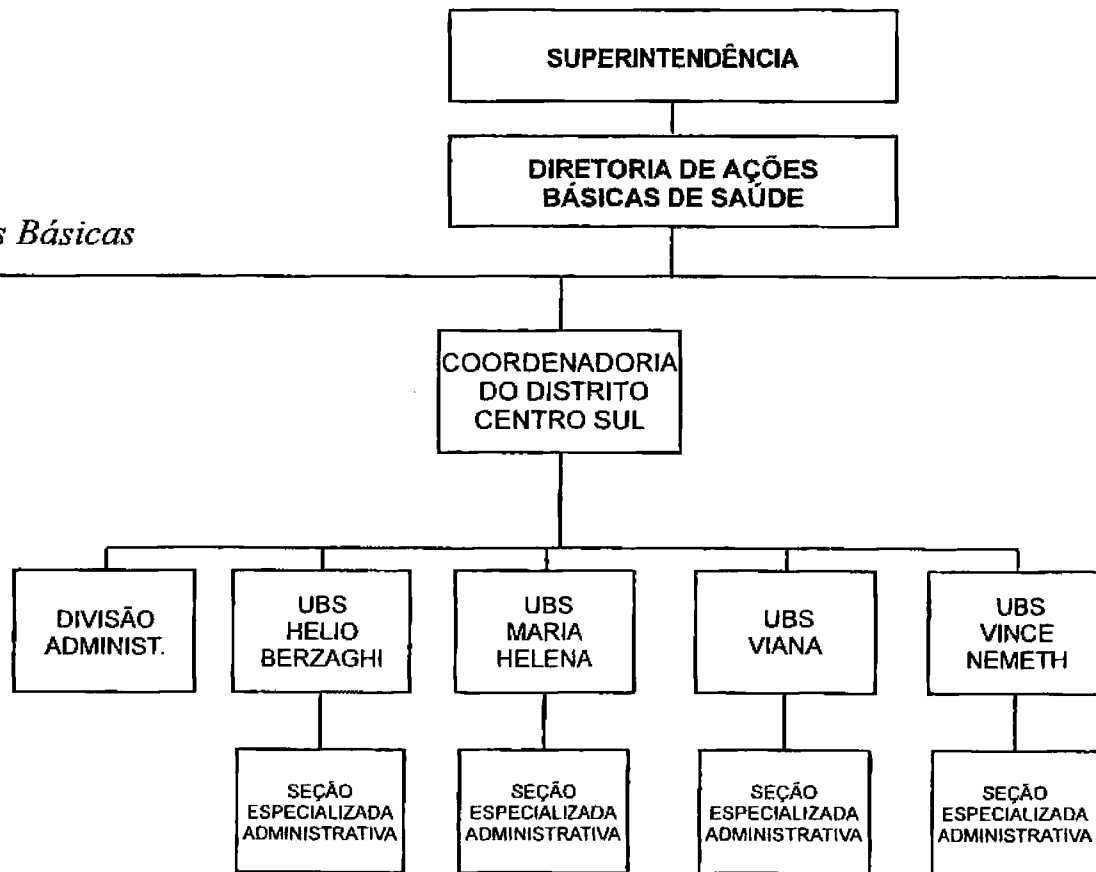 SUPERINTENDÊNCIA
DIRETORIA DE AÇÕES
BÁSICAS DE SAÚDE
s Básicas
COORDENADORIA
DO DISTRITO
CENTRO SUL
DIVISÃO
ADMINIST.
UBS
HELIO
BERZAGHI
UBS
MARIA
HELENA
UBS
VIANA
UBS
VINCE
NEMETH
SEÇÃO
ESPECIALIZADA
ADMINISTRATIVA
SEÇÃO
ESPECIALIZADA
ADMINISTRATIVA
SEÇÃO
ESPECIALIZADA
ADMINISTRATIVA
SEÇÃO
ESPECIALIZADA
ADMINISTRATIVA